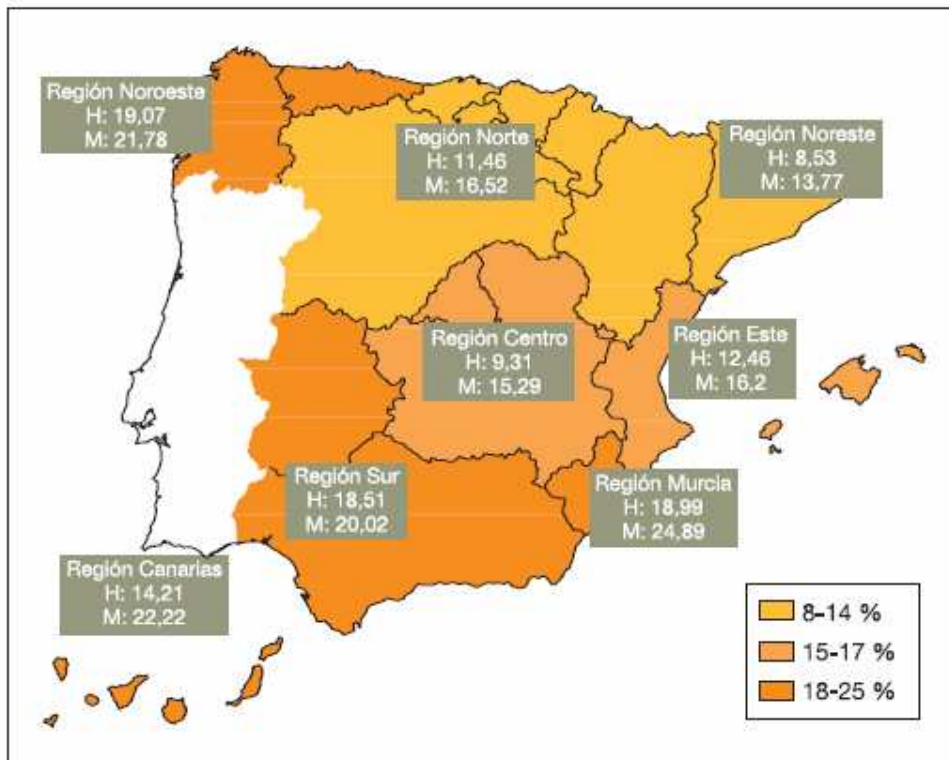 Región Noroeste
H: 19,07
M: 21,78
Región Norte
H: 11,46
M: 16,52
Región Noreste
H: 8,53
M: 13,77
Región Centro
H: 9,31
M: 15,29
Región Este
H: 12,46
M: 16,2
Región Sur
H: 18,51
M: 20,02
Región Murcia
H: 18,99
M: 24,89
Región Canarias
H: 14,21
M: 22,22
8-14 %
15-17 %
18-25 %